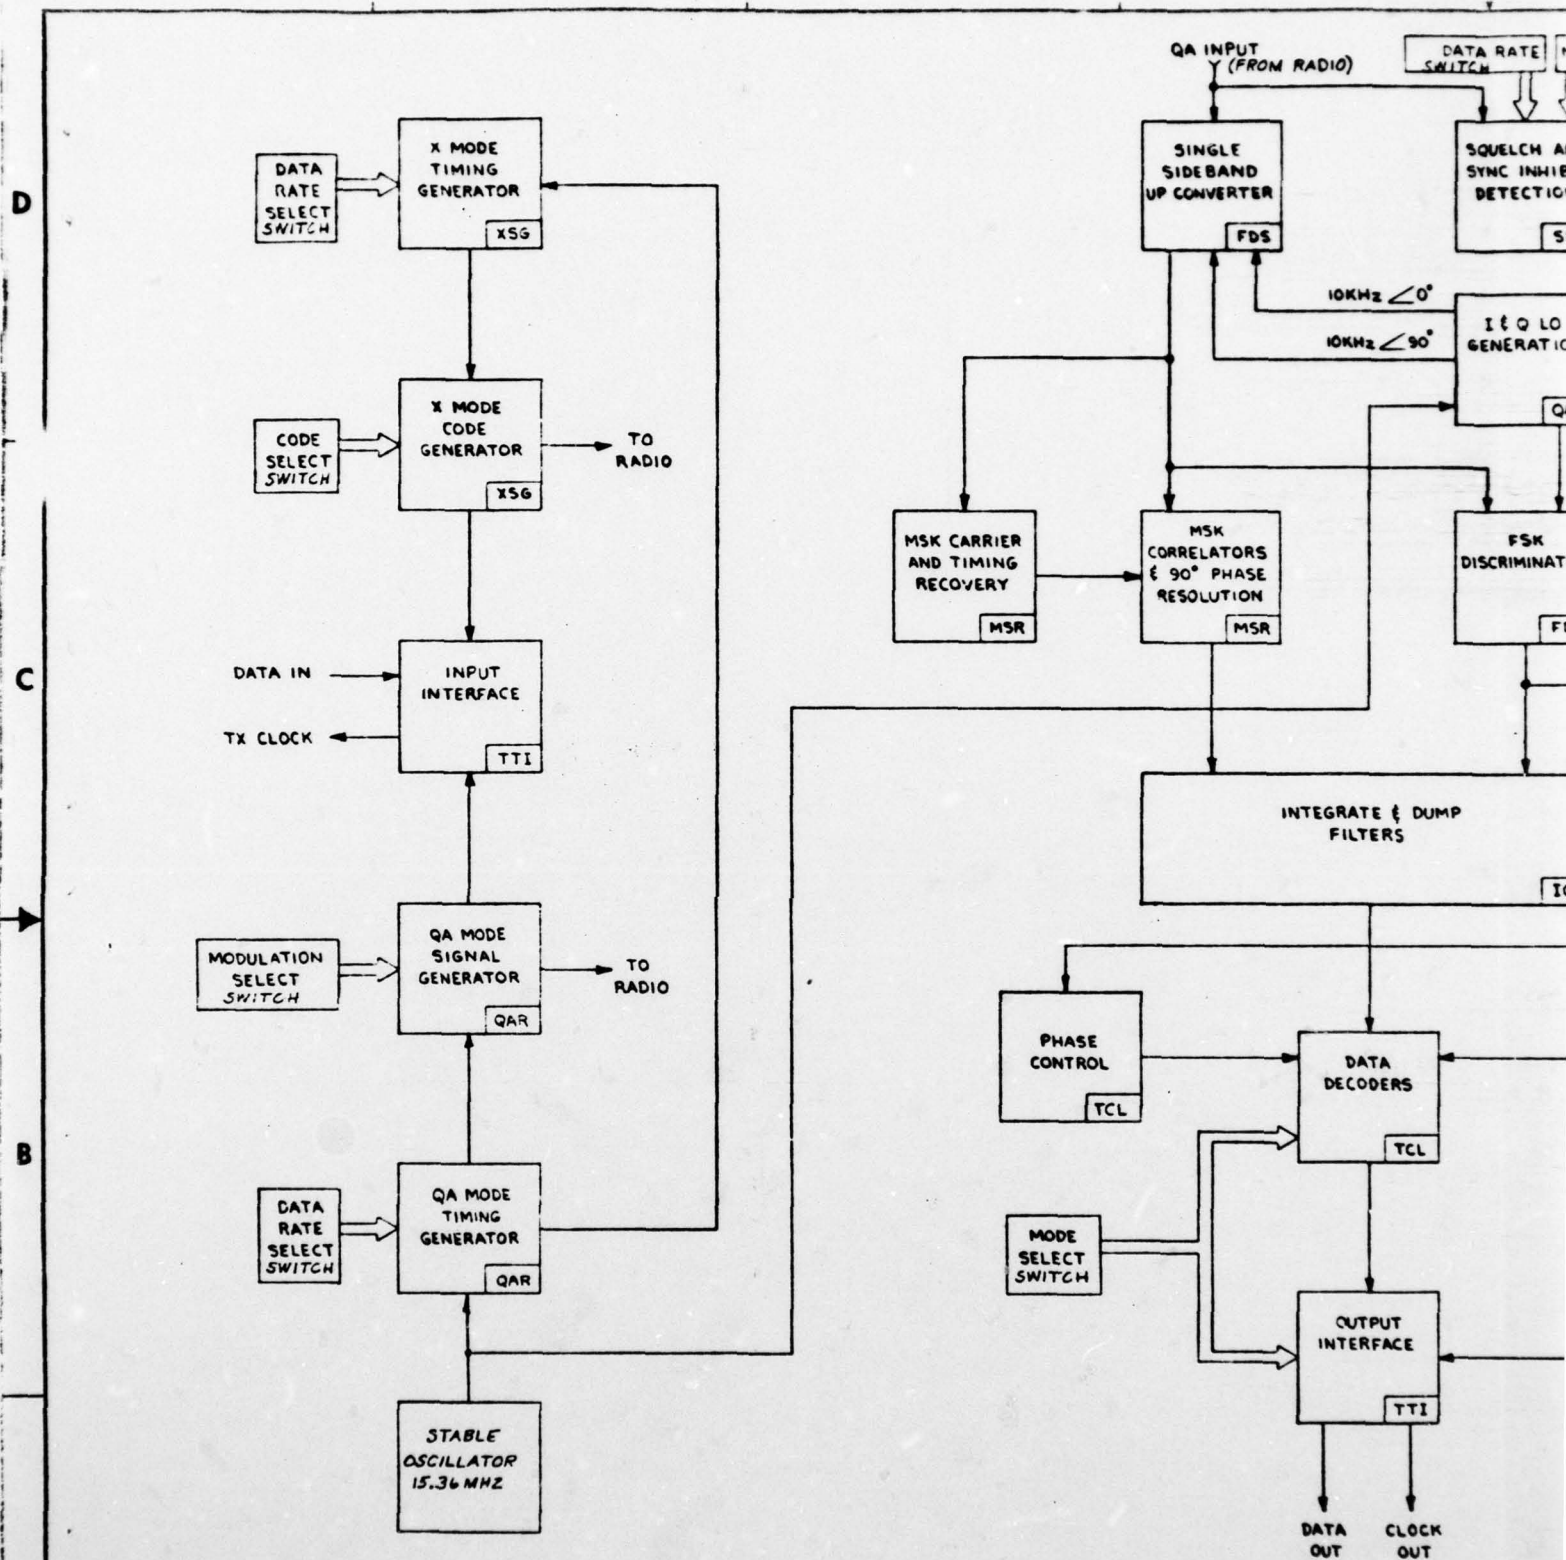 D
C
B
DATA
RATE
SELECT
SWITCH
X MODE
TIMING
GENERATOR
XSG
CODE
SELECT
SWITCH
X MODE
CODE
GENERATOR
XSG
TO
RADIO
DATA IN
TX CLOCK
INPUT
INTERFACE
TTI
MODULATION
SELECT
SWITCH
QA MODE
SIGNAL
GENERATOR
QAR
TO
RADIO
DATA
RATE
SELECT
SWITCH
QA MODE
TIMING
GENERATOR
QAR
STABLE
OSCILLATOR
15.36 MHZ
QA INPUT
(FROM RADIO)
DATA RATE
SWITCH
SINGLE
SIDEBAND
UP CONVERTER
FDS
SQUELCH
SYNC
10KHz ∠0°
10KHz ∠90°
I & Q LO
MSK CARRIER
AND TIMING
RECOVERY
MSR
MSK
CORRELATORS
& 90° PHASE
RESOLUTION
MSR
FSK
INTEGRATE & DUMP
FILTERS
PHASE
CONTROL
TCL
DATA
DECODERS
TCL
MODE
SELECT
SWITCH
OUTPUT
INTERFACE
TTI
DATA
OUT
CLOCK
OUT